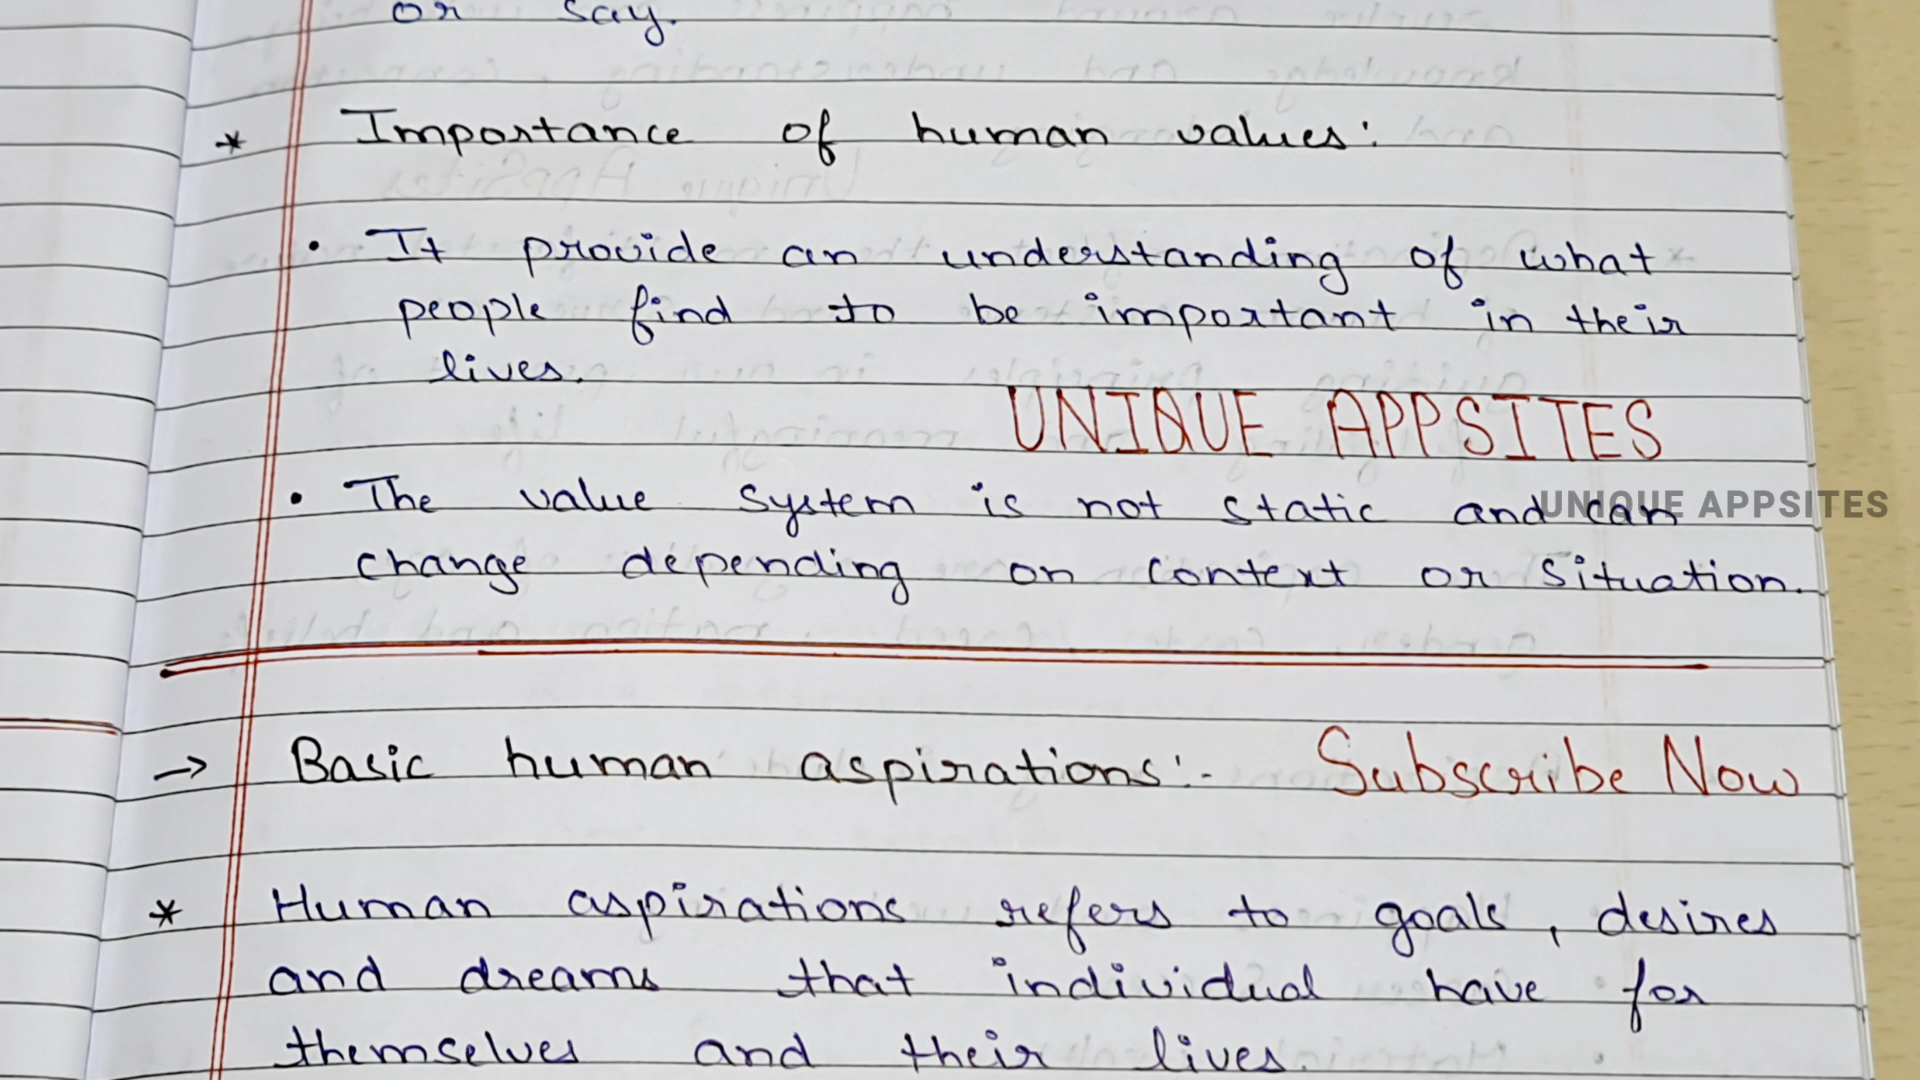 or say.
* Importance of human values:
• It provide an understanding of what
people find to be important in their
lives.
UNIQUE APPSITES
• The value system is not static and can
UNIQUE APPSITES
change depending on context or situation.
→ Basic human aspirations:-
Subscribe Now
* Human aspirations refers to goals, desires
and dreams that individual have for
themselves and their lives.